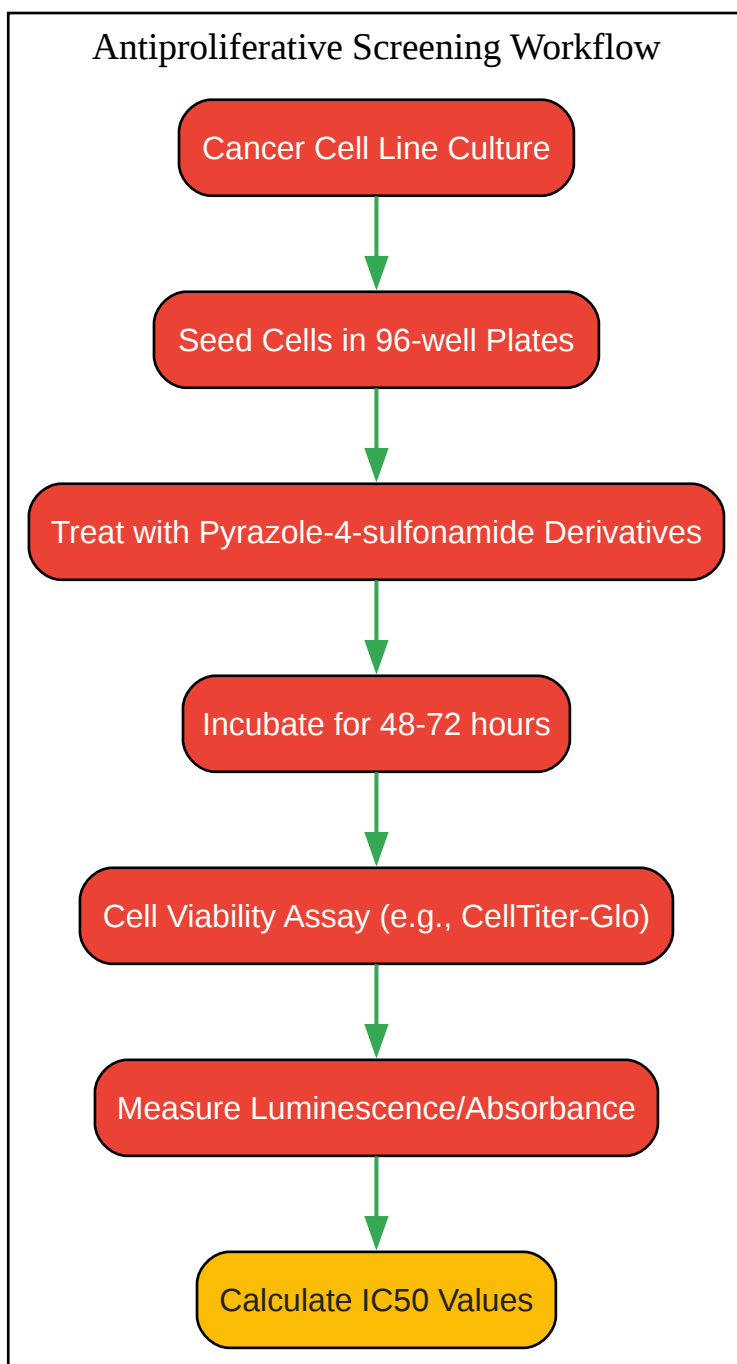 Antiproliferative Screening Workflow
Cancer Cell Line Culture
Seed Cells in 96-well Plates
Treat with Pyrazole-4-sulfonamide Derivatives
Incubate for 48-72 hours
Cell Viability Assay (e.g., CellTiter-Glo)
Measure Luminescence/Absorbance
Calculate IC50 Values